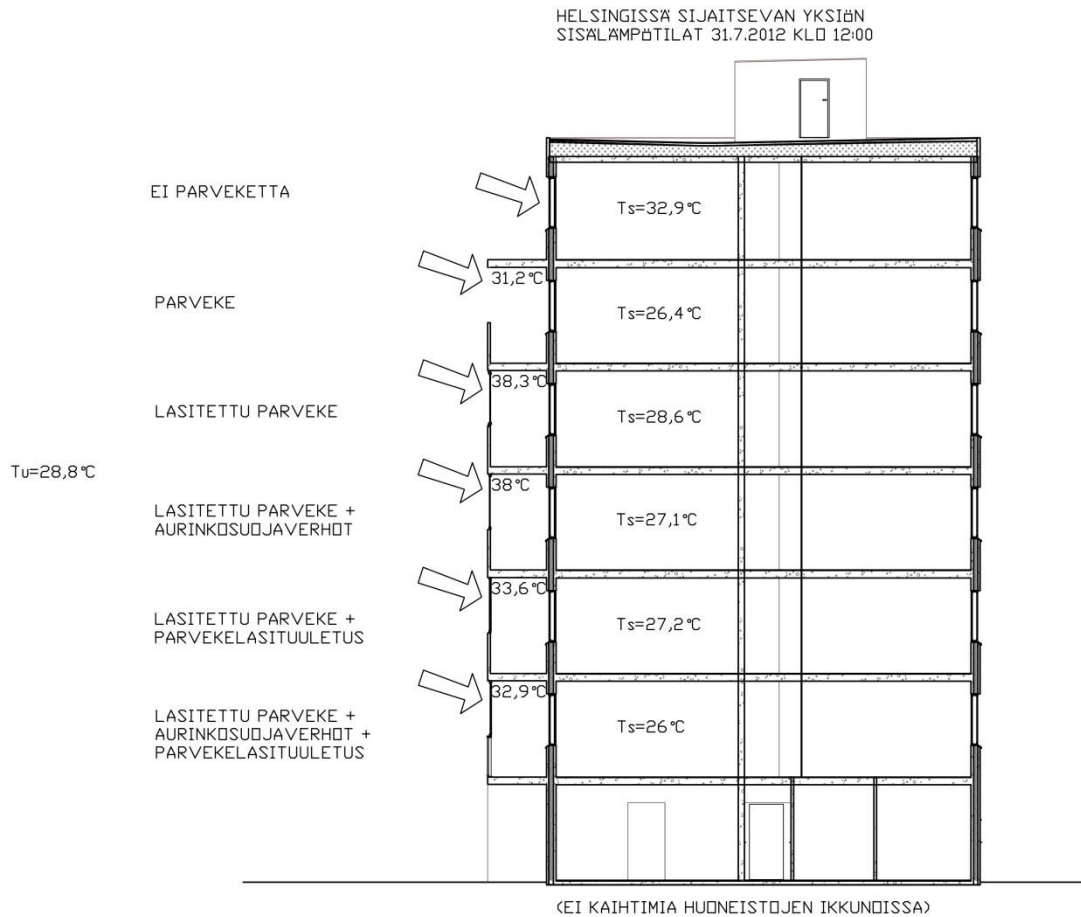 HELSINGISSÄ SIJAITSEVAN YKSIÖN
SISÄLÄMPÖTILAT 31.7.2012 KLO 12:00
EI PARVEKETTA
Ts=32,9°C
31,2°C
PARVEKE
Ts=26,4°C
38,3°C
LASITETTU PARVEKE
Ts=28,6°C
Tu=28,8°C
38°C
LASITETTU PARVEKE +
AURINKOSUOJAVERHOT
Ts=27,1°C
33,6°C
LASITETTU PARVEKE +
PARVEKELASITUULETUS
Ts=27,2°C
32,9°C
LASITETTU PARVEKE +
AURINKOSUOJAVERHOT +
PARVEKELASITUULETUS
Ts=26°C
(EI KAIHTIMIA HUONEISTOJEN IKKUNOISSA)